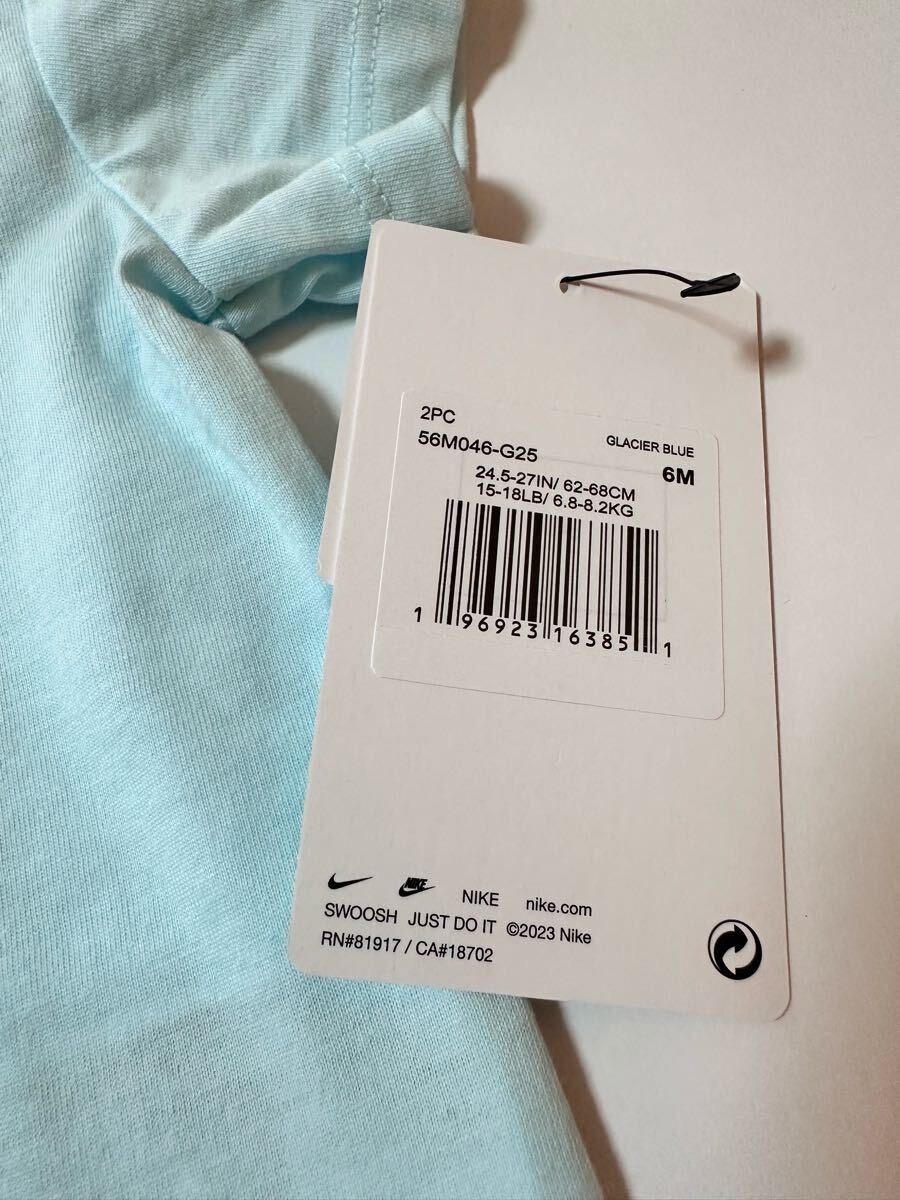 2PC
56M046-G25
GLACIER BLUE
6M
24.5-27IN/ 62-68CM
15-18LB/ 6.8-8.2KG
1 96923 16385 1
NIKE NIKE nike.com
SWOOSH JUST DO IT ©2023 Nike
RN#81917 / CA#18702